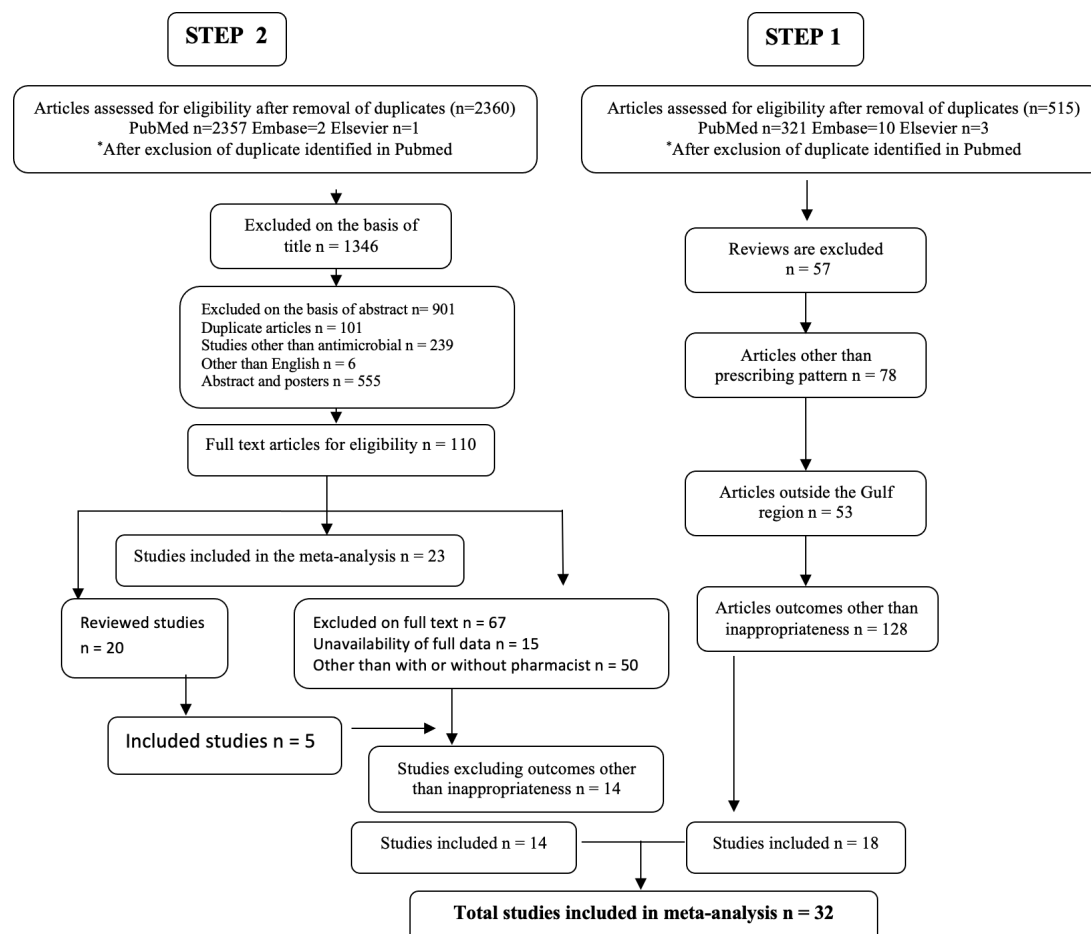 STEP 2
STEP 1
Articles assessed for eligibility after removal of duplicates (n=2360)
PubMed n=2357 Embase=2 Elsevier n=1
*After exclusion of duplicate identified in Pubmed
Articles assessed for eligibility after removal of duplicates (n=515)
PubMed n=321 Embase=10 Elsevier n=3
*After exclusion of duplicate identified in Pubmed
Excluded on the basis of
title n = 1346
Reviews are excluded
n = 57
Excluded on the basis of abstract n= 901
Duplicate articles n = 101
Studies other than antimicrobial n = 239
Other than English n = 6
Abstract and posters n = 555
Articles other than
prescribing pattern n = 78
Full text articles for eligibility n = 110
Articles outside the Gulf
region n = 53
Studies included in the meta-analysis n = 23
Reviewed studies
n = 20
Excluded on full text n = 67
Unavailability of full data n = 15
Other than with or without pharmacist n = 50
Articles outcomes other than
inappropriateness n = 128
Included studies n = 5
Studies excluding outcomes other
than inappropriateness n = 14
Studies included n = 14
Studies included n = 18
Total studies included in meta-analysis n = 32